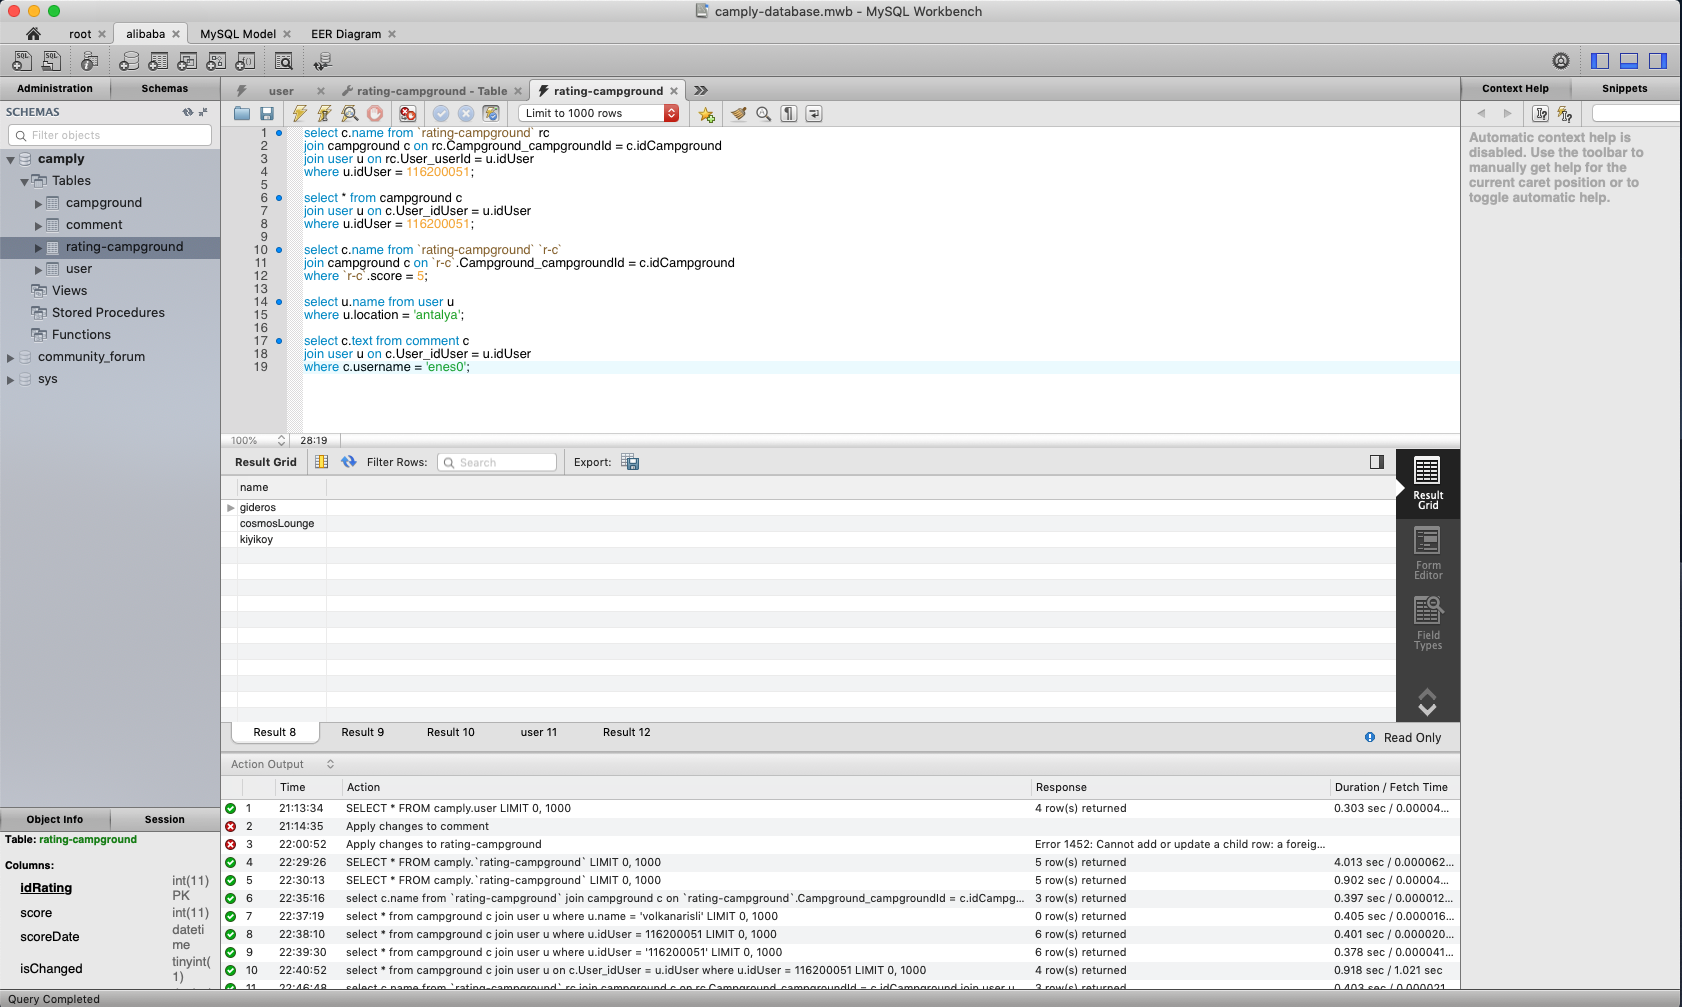 camply-database.mwb - MySQL Workbench
root
alibaba
MySQL Model
EER Diagram
Administration
Schemas
SCHEMAS
Filter objects
camply
Tables
campground
comment
rating-campground
user
Views
Stored Procedures
Functions
community_forum
sys
Object Info
Session
Table: rating-campground
Columns:
idRating int(11) PK
score int(11)
scoreDate dateti
me
isChanged tinyint(
1)
Query Completed
user
rating-campground - Table
rating-campground
Limit to 1000 rows
1 select c.name from `rating-campground` rc
2 join campground c on rc.Campground_campgroundId = c.idCampground
3 join user u on rc.User_userId = u.idUser
4 where u.idUser = 116200051;
5
6 select * from campground c
7 join user u on c.User_idUser = u.idUser
8 where u.idUser = 116200051;
9
10 select c.name from `rating-campground` `r-c`
11 join campground c on `r-c`.Campground_campgroundId = c.idCampground
12 where `r-c`.score = 5;
13
14 select u.name from user u
15 where u.location = 'antalya';
16
17 select c.text from comment c
18 join user u on c.User_idUser = u.idUser
19 where c.username = 'enes0';
100% 28:19
Result Grid Filter Rows: Search Export:
name
gideros
cosmosLounge
kiyikoy
Result
Grid
Form
Editor
Field
Types
Result 8 Result 9 Result 10 user 11 Result 12
Read Only
Action Output
Time Action Response Duration / Fetch Time
1 21:13:34 SELECT * FROM camply.user LIMIT 0, 1000 4 row(s) returned 0.303 sec / 0.00004...
2 21:14:35 Apply changes to comment
3 22:00:52 Apply changes to rating-campground Error 1452: Cannot add or update a child row: a foreig...
4 22:29:26 SELECT * FROM camply.`rating-campground` LIMIT 0, 1000 5 row(s) returned 4.013 sec / 0.000062...
5 22:30:13 SELECT * FROM camply.`rating-campground` LIMIT 0, 1000 5 row(s) returned 0.902 sec / 0.00004...
6 22:35:16 select c.name from `rating-campground` join campground c on `rating-campground`.Campground_campgroundId = c.idCampg... 3 row(s) returned 0.397 sec / 0.000012...
7 22:37:19 select * from campground c join user u where u.name = 'volkanarisli' LIMIT 0, 1000 0 row(s) returned 0.405 sec / 0.000016...
8 22:38:10 select * from campground c join user u where u.idUser = 116200051 LIMIT 0, 1000 6 row(s) returned 0.401 sec / 0.000020...
9 22:39:30 select * from campground c join user u where u.idUser = '116200051' LIMIT 0, 1000 6 row(s) returned 0.378 sec / 0.000041...
10 22:40:52 select * from campground c join user u on c.User_idUser = u.idUser where u.idUser = 116200051 LIMIT 0, 1000 4 row(s) returned 0.918 sec / 1.021 sec
11 22:46:48 select c.name from `rating-campground` rc join campground c on rc.Campground_campgroundId = c.idCampground join user u 3 row(s) returned 0.403 sec / 0.000021
Context Help
Snippets
Automatic context help is
disabled. Use the toolbar to
manually get help for the
current caret position or to
toggle automatic help.